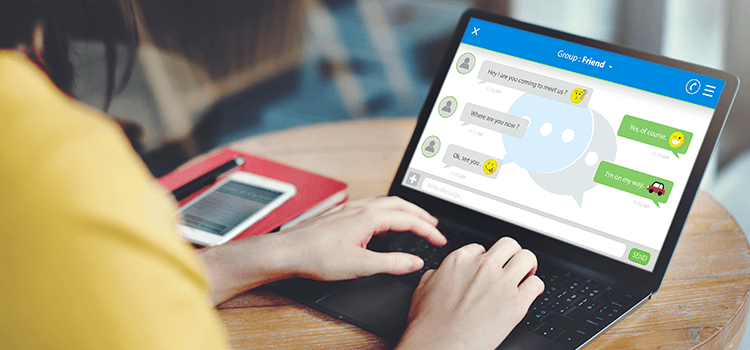 Group : Friend
Hey ! are you coming to meet us ?
Yes, of course.
Where are you now ?
I'm on my way.
Ok, see you .
SEND